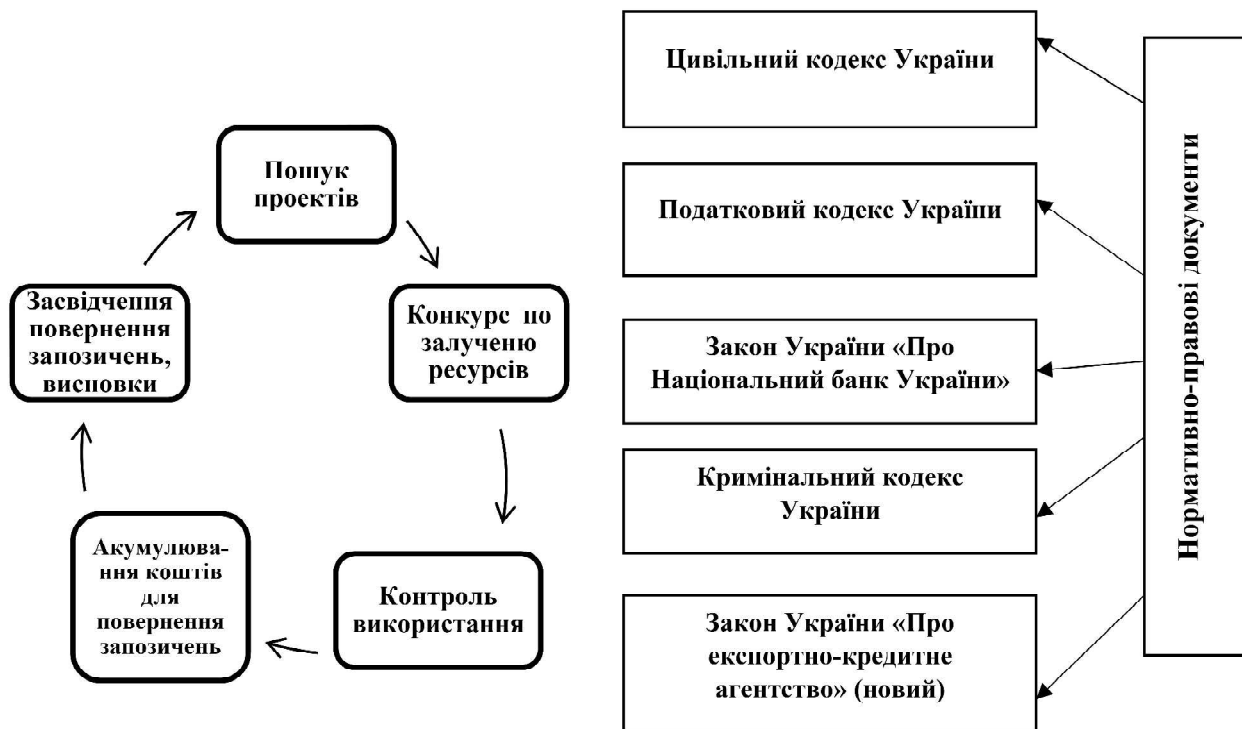 Пошук
проектів
Конкурс по
залученю
ресурсів
Контроль
використання
Акумулюва-
ання коштів
для
повернення
запозичень
Засвідчення
повернення
запозичень,
висновки
Цивільний кодекс України
Податковий кодекс України
Закон України «Про
Національний банк України»
Кримінальний кодекс
України
Закон України «Про
експортно-кредитне
агентство» (новий)
Нормативно-правові документи